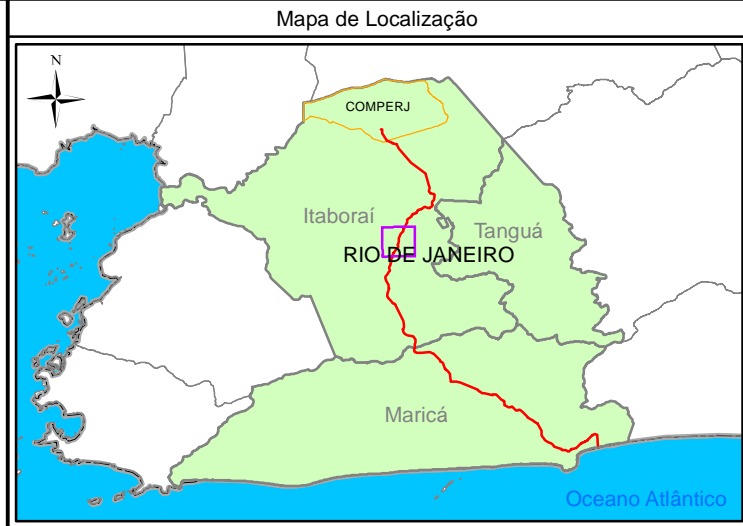 Mapa de Localização
N
COMPERJ
Itaboraí
Tanguá
RIO DE JANEIRO
Maricá
Oceano Atlântico